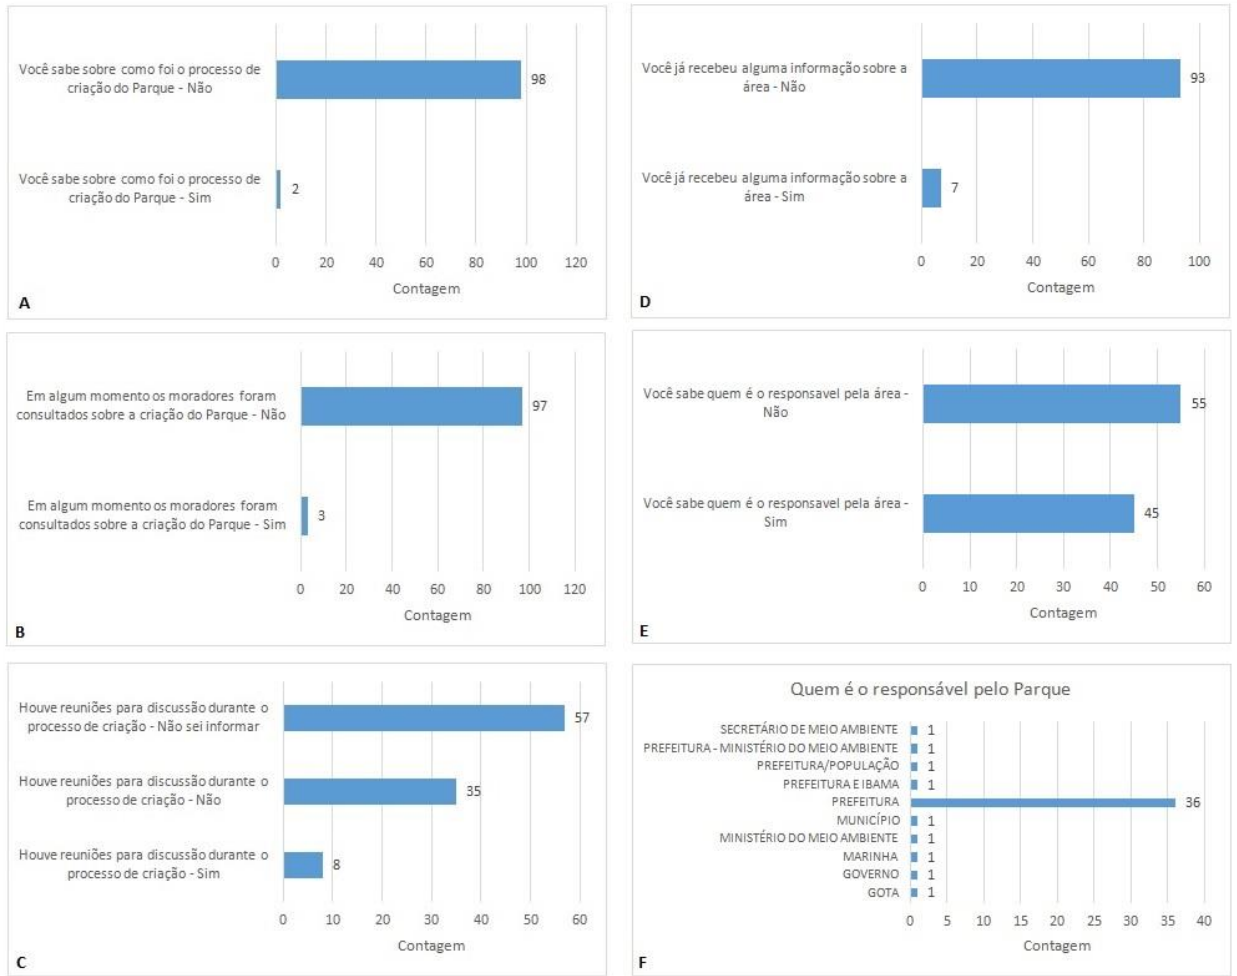 Você sabe sobre como foi o processo de
criação do Parque - Não
98
Você sabe sobre como foi o processo de
criação do Parque - Sim
2
0 20 40 60 80 100 120
Contagem
A
Em algum momento os moradores foram
consultados sobre a criação do Parque - Não
97
Em algum momento os moradores foram
consultados sobre a criação do Parque - Sim
3
0 20 40 60 80 100 120
Contagem
B
Houve reuniões para discussão durante o
processo de criação - Não sei informar
57
Houve reuniões para discussão durante o
processo de criação - Não
35
Houve reuniões para discussão durante o
processo de criação - Sim
8
0 10 20 30 40 50 60
Contagem
C
Você já recebeu alguma informação sobre a
área - Não
93
Você já recebeu alguma informação sobre a
área - Sim
7
0 20 40 60 80 100
Contagem
D
Você sabe quem é o responsavel pela área -
Não
55
Você sabe quem é o responsavel pela área -
Sim
45
0 10 20 30 40 50 60
Contagem
E
Quem é o responsável pelo Parque
SECRETÁRIO DE MEIO AMBIENTE 1
PREFEITURA - MINISTÉRIO DO MEIO AMBIENTE 1
PREFEITURA/POPULAÇÃO 1
PREFEITURA E IBAMA 1
PREFEITURA 36
MUNICÍPIO 1
MINISTÉRIO DO MEIO AMBIENTE 1
MARINHA 1
GOVERNO 1
GOTA 1
0 5 10 15 20 25 30 35 40
Contagem
F